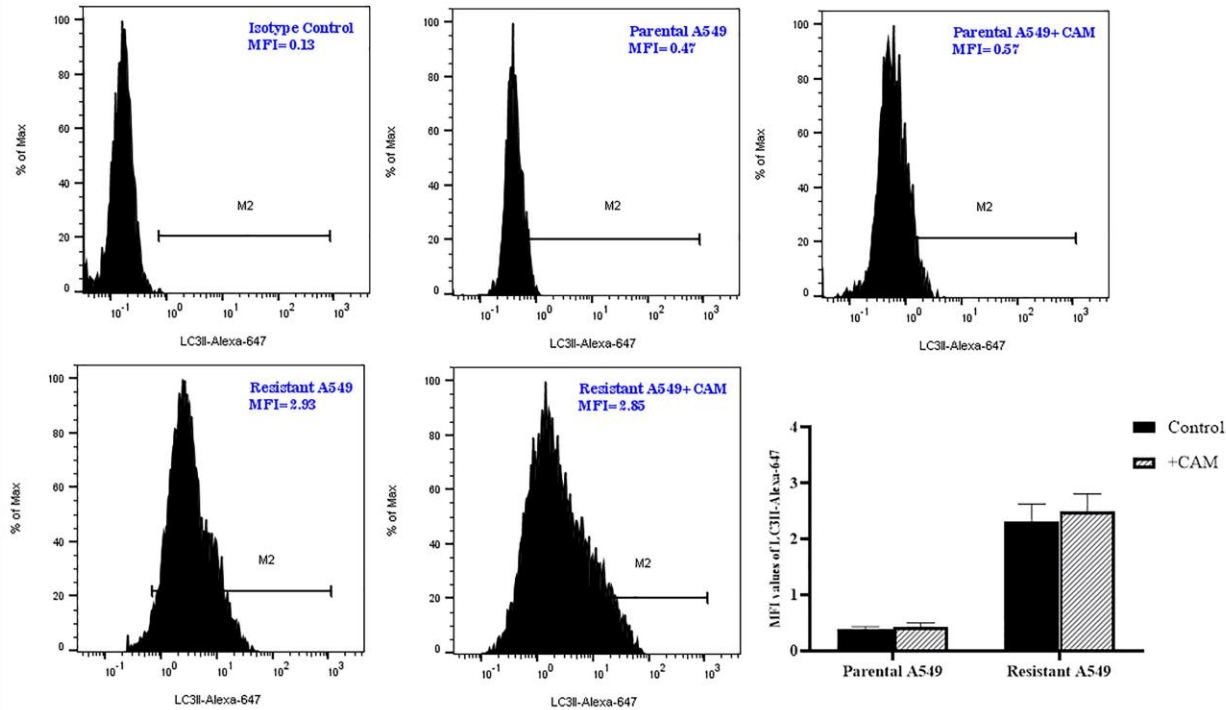 Isotype Control
MFI= 0.13
% of Max
100
80
60
40
20
0
M2
10-1 100 101 102 103
LC3II-Alexa-647
Parental A549
MFI= 0.47
% of Max
100
80
60
40
20
0
M2
10-1 100 101 102 103
LC3II-Alexa-647
Parental A549+ CAM
MFI= 0.57
% of Max
100
80
60
40
20
0
M2
10-1 100 101 102 103
LC3II-Alexa-647
Resistant A549
MFI= 2.93
% of Max
100
80
60
40
20
0
M2
10-1 100 101 102 103
LC3II-Alexa-647
Resistant A549+ CAM
MFI= 2.85
% of Max
100
80
60
40
20
0
M2
10-1 100 101 102 103
LC3II-Alexa-647
MFI values of LC3II-Alexa-647
4
3
2
1
0
Parental A549 Resistant A549
Control
+CAM